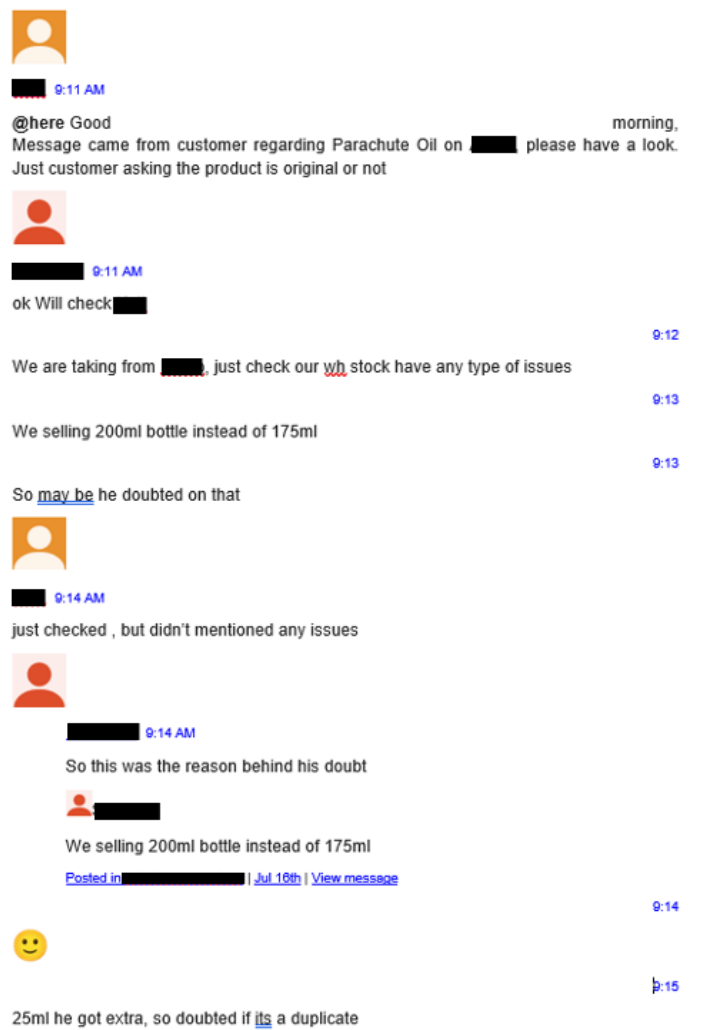 9:11 AM
@here Good morning,
Message came from customer regarding Parachute Oil on please have a look.
Just customer asking the product is original or not
9:11 AM
ok Will check
9:12
We are taking from , just check our wh stock have any type of issues
9:13
We selling 200ml bottle instead of 175ml
9:13
So may be he doubted on that
9:14 AM
just checked , but didn't mentioned any issues
9:14 AM
So this was the reason behind his doubt
We selling 200ml bottle instead of 175ml
Posted in | Jul 16th | View message
9:14
9:15
25ml he got extra, so doubted if its a duplicate